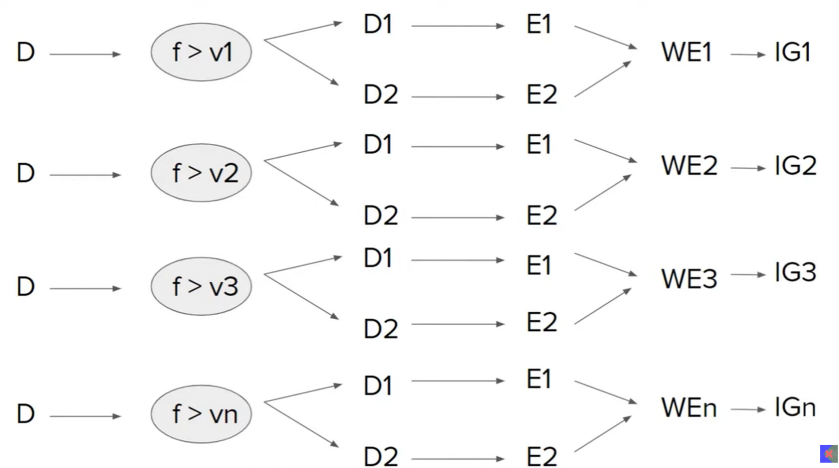 D f > v1 D1 E1 WE1 IG1
D2 E2
D f > v2 D1 E1 WE2 IG2
D2 E2
D f > v3 D1 E1 WE3 IG3
D2 E2
D f > vn D1 E1 WEn IGn
D2 E2